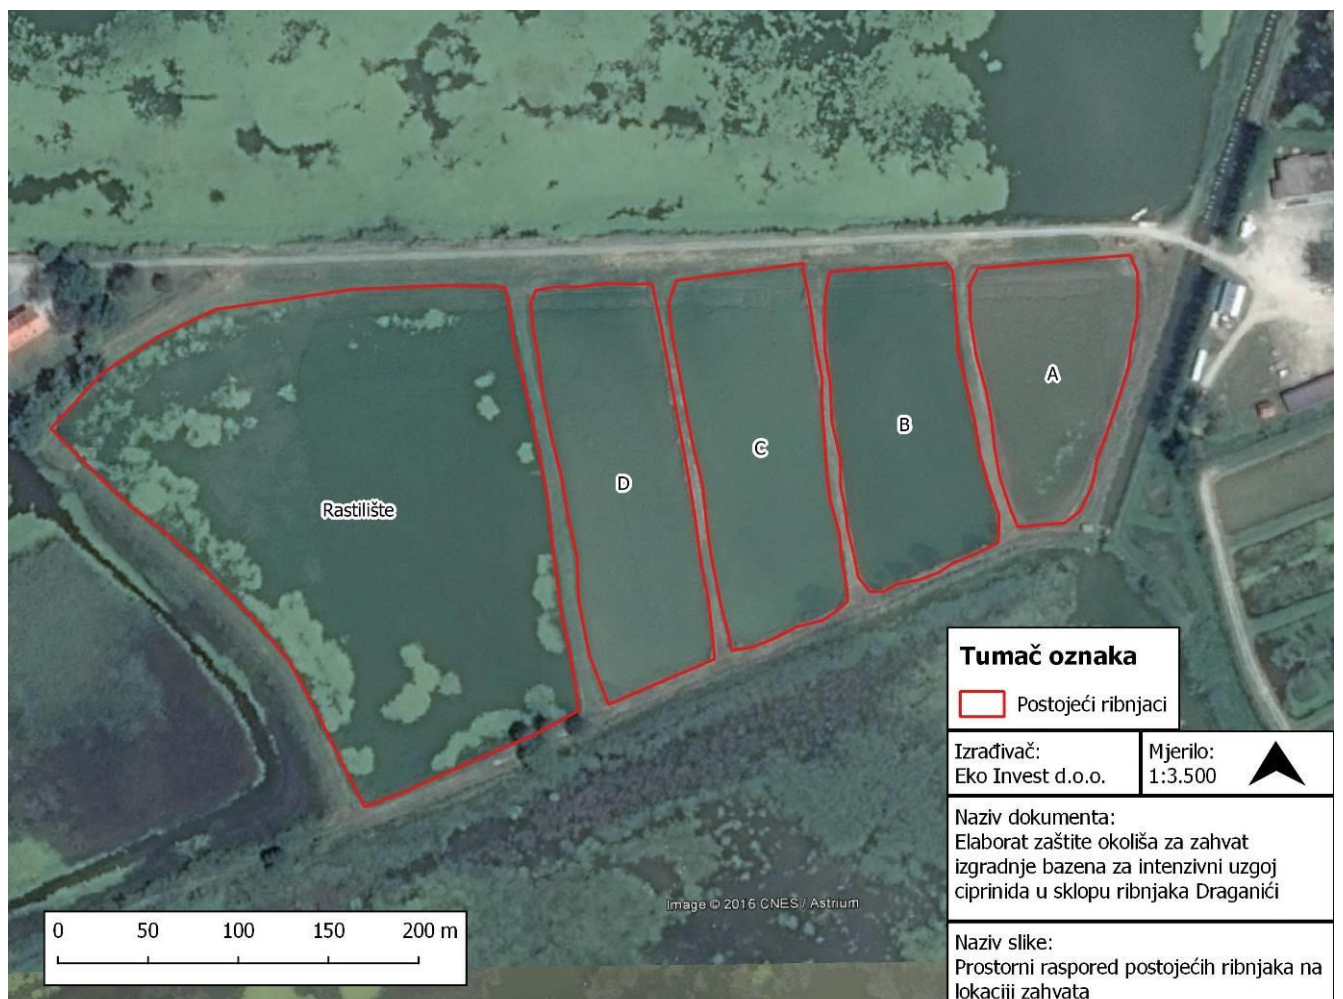 A
B
C
D
Rastilište
Tumač oznaka
Postojeći ribnjaci
Izrađivač:
Eko Invest d.o.o.
Mjerilo:
1:3.500
Naziv dokumenta:
Elaborat zaštite okoliša za zahvat
izgradnje bazena za intenzivni uzgoj
ciprinida u sklopu ribnjaka Draganići
Image © 2016 CNES / Astrium
0 50 100 150 200 m
Naziv slike:
Prostorni raspored postojećih ribnjaka na
lokaciji zahvata